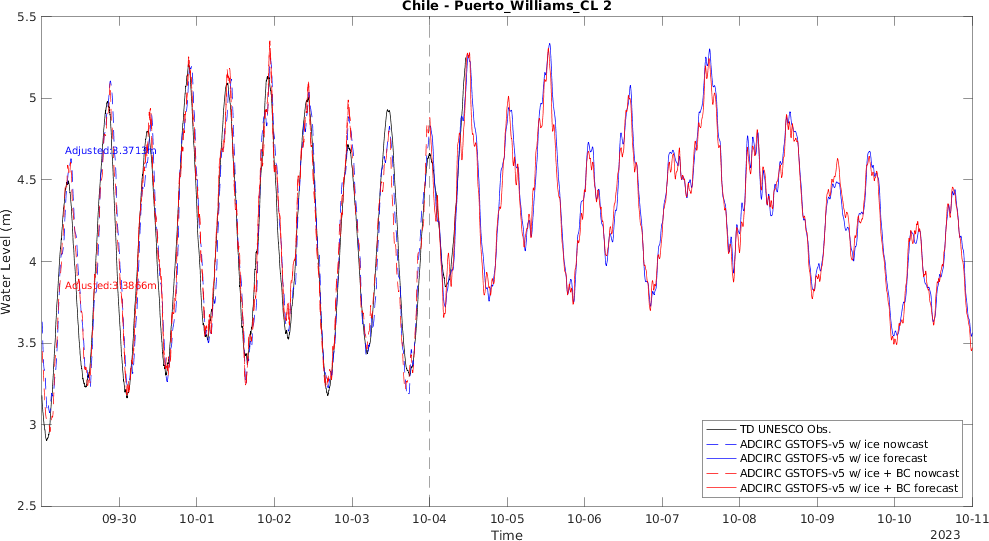 Chile - Puerto_Williams_CL 2
5.5
5
4.5
4
3.5
3
2.5
Water Level (m)
Adjusted:3.3713m
Adjusted:3.3866m
TD UNESCO Obs.
ADCIRC GSTOFS-v5 w/ ice nowcast
ADCIRC GSTOFS-v5 w/ ice forecast
ADCIRC GSTOFS-v5 w/ ice + BC nowcast
ADCIRC GSTOFS-v5 w/ ice + BC forecast
09-30 10-01 10-02 10-03 10-04 10-05 10-06 10-07 10-08 10-09 10-10 10-11
Time
2023